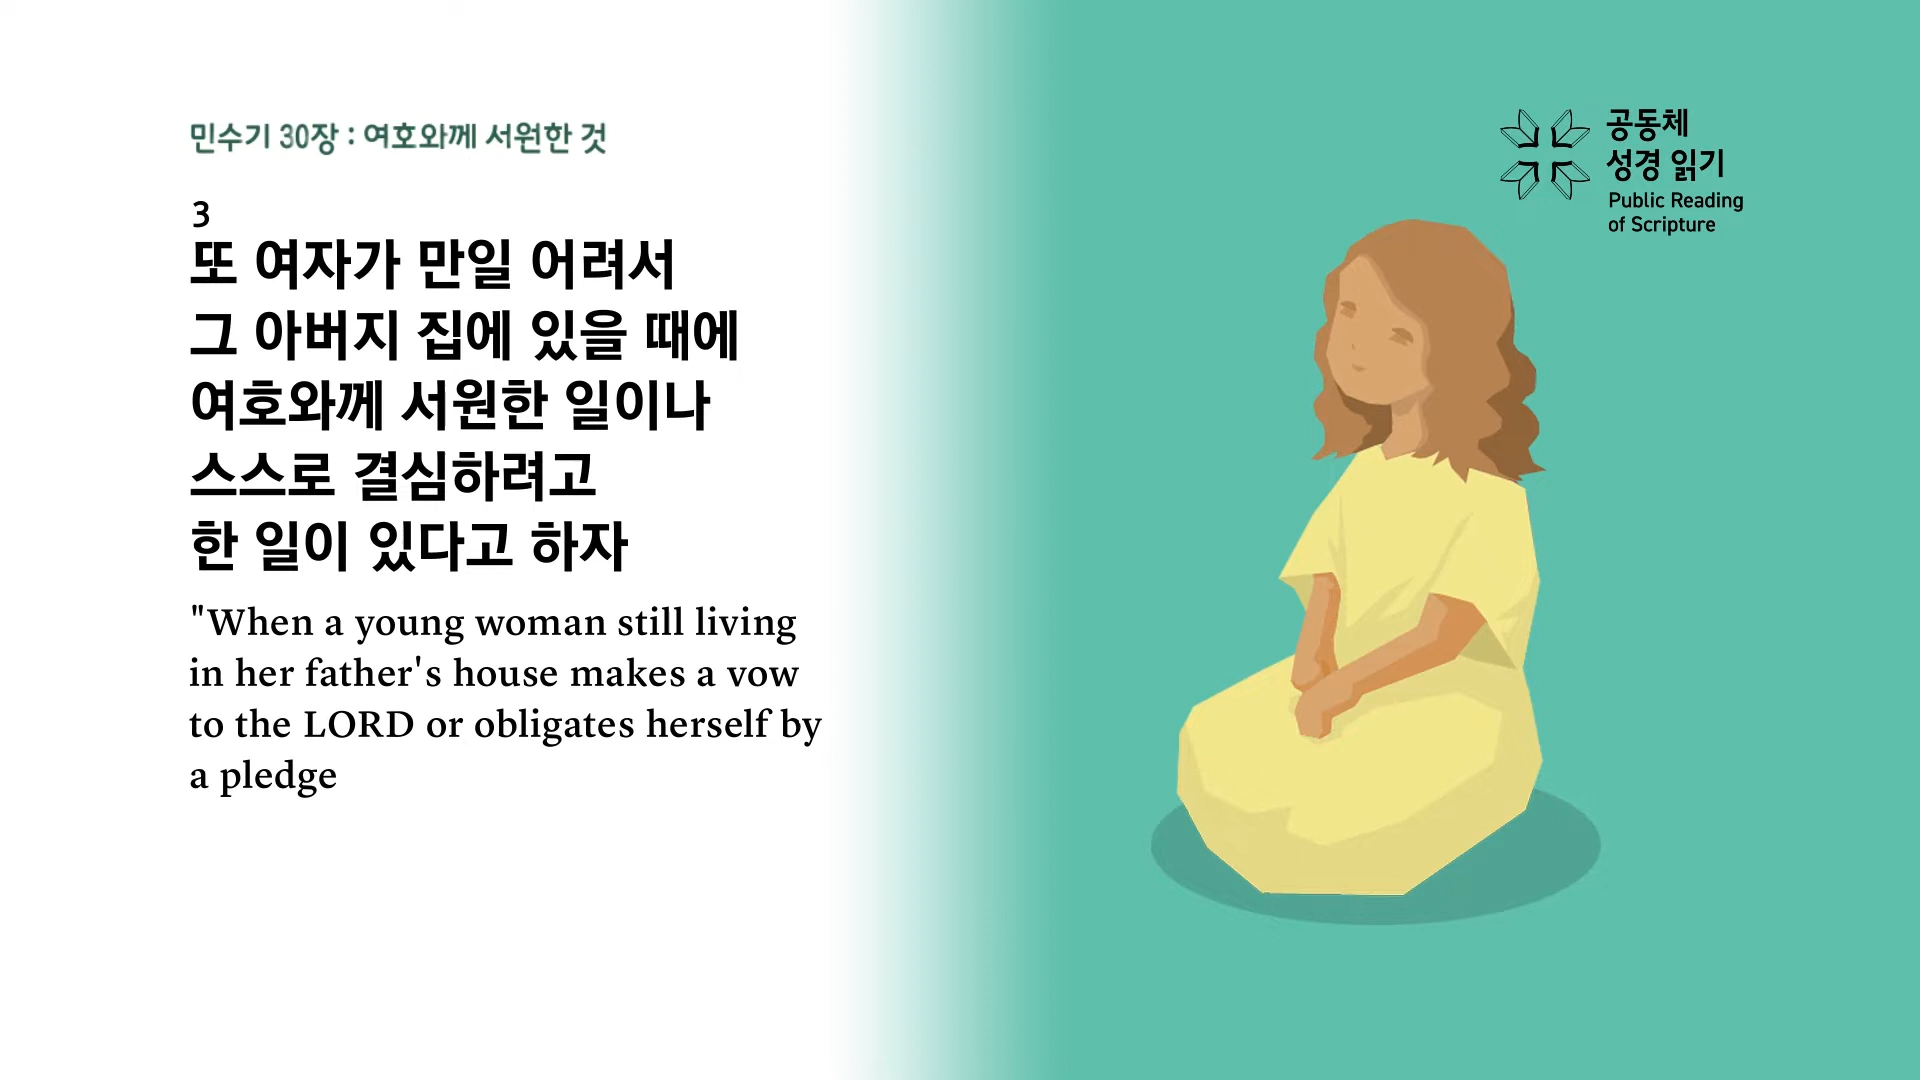 민수기 30장 : 여호와께 서원한 것
3
또 여자가 만일 어려서
그 아버지 집에 있을 때에
여호와께 서원한 일이나
스스로 결심하려고
한 일이 있다고 하자
"When a young woman still living
in her father's house makes a vow
to the LORD or obligates herself by
a pledge
공동체
성경 읽기
Public Reading
of Scripture